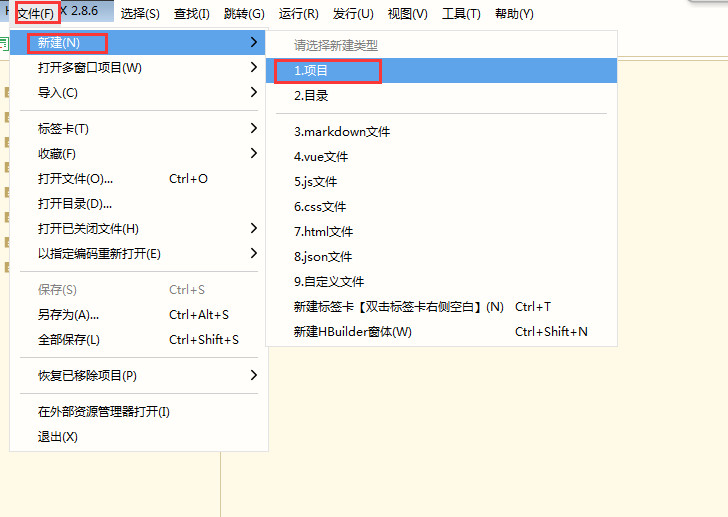 文件(F) X 2.8.6 选择(S) 查找(I) 跳转(G) 运行(R) 发行(U) 视图(V) 工具(T) 帮助(Y)
新建(N)
打开多窗口项目(W)
导入(C)
标签卡(T)
收藏(F)
打开文件(O)... Ctrl+O
打开目录(D)...
打开已关闭文件(H)
以指定编码重新打开(E)
保存(S) Ctrl+S
另存为(A)... Ctrl+Alt+S
全部保存(L) Ctrl+Shift+S
恢复已移除项目(P)
在外部资源管理器打开(I)
退出(X)
请选择新建类型
1.项目
2.目录
3.markdown文件
4.vue文件
5.js文件
6.css文件
7.html文件
8.json文件
9.自定义文件
新建标签卡【双击标签卡右侧空白】(N) Ctrl+T
新建HBuilder窗体(W) Ctrl+Shift+N